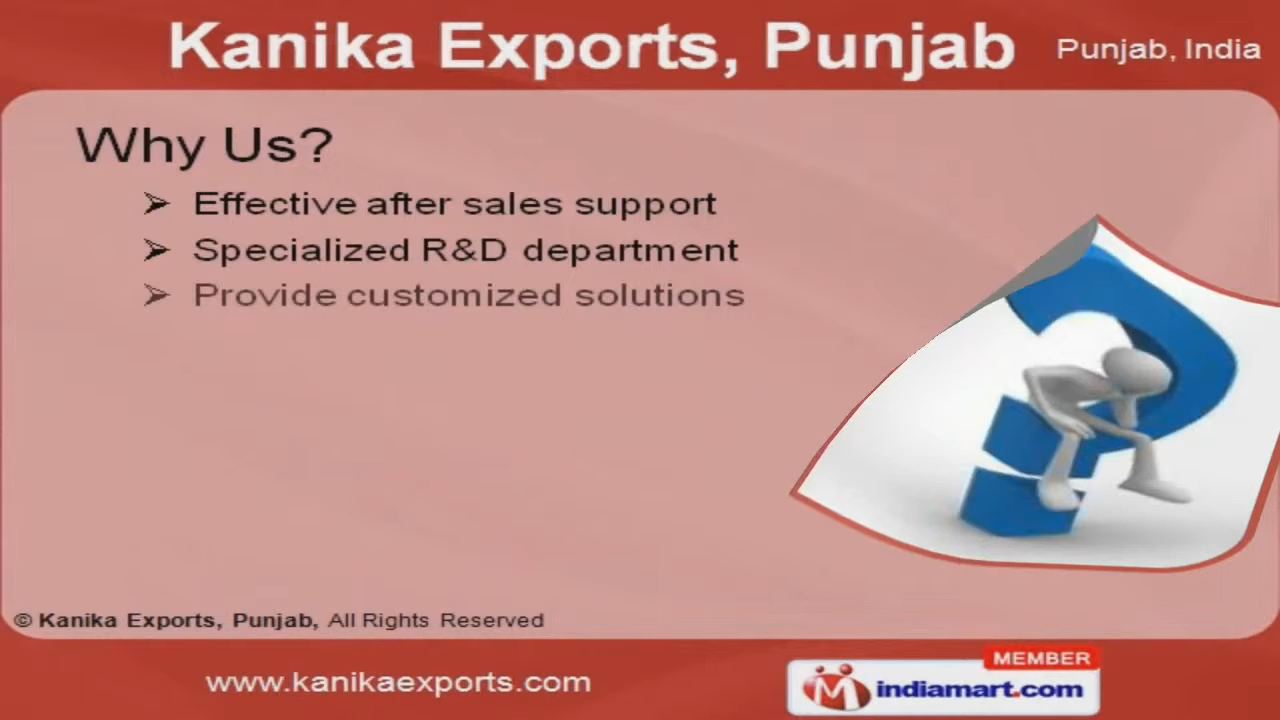 Kanika Exports, Punjab
Punjab, India
Why Us?
➢ Effective after sales support
➢ Specialized R&D department
➢ Provide customized solutions
© Kanika Exports, Punjab, All Rights Reserved
www.kanikaexports.com
MEMBER
indiamart.com